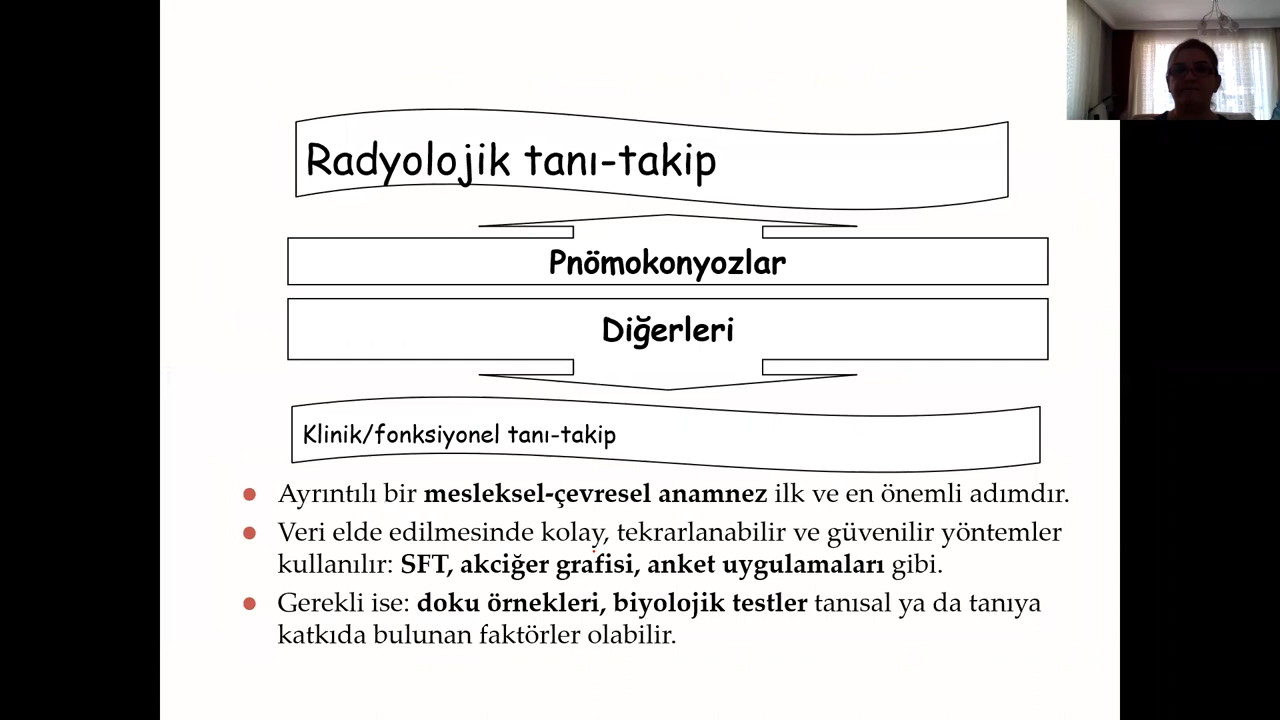 Radyolojik tanı-takip
Pnömokonyozlar
Diğerleri
Klinik/fonksiyonel tanı-takip
Ayrıntılı bir mesleksel-çevresel anamnez ilk ve en önemli adımdır.
Veri elde edilmesinde kolay, tekrarlanabilir ve güvenilir yöntemler
kullanılır: SFT, akciğer grafisi, anket uygulamaları gibi.
Gerekli ise: doku örnekleri, biyolojik testler tanısal ya da tanıya
katkıda bulunan faktörler olabilir.